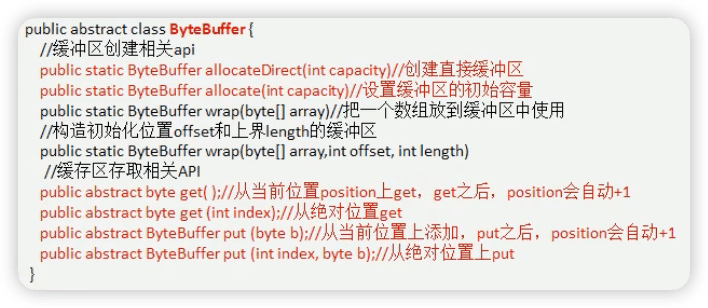 public abstract class ByteBuffer {
//缓冲区创建相关api
public static ByteBuffer allocateDirect(int capacity)//创建直接缓冲区
public static ByteBuffer allocate(int capacity)//设置缓冲区的初始容量
public static ByteBuffer wrap(byte[] array)//把一个数组放到缓冲区中使用
//构造初始化位置offset和上界length的缓冲区
public static ByteBuffer wrap(byte[] array,int offset, int length)
//缓存区存取相关API
public abstract byte get( );//从当前位置position上get，get之后，position会自动+1
public abstract byte get (int index);//从绝对位置get
public abstract ByteBuffer put (byte b);//从当前位置上添加，put之后，position会自动+1
public abstract ByteBuffer put (int index, byte b);//从绝对位置上put
}